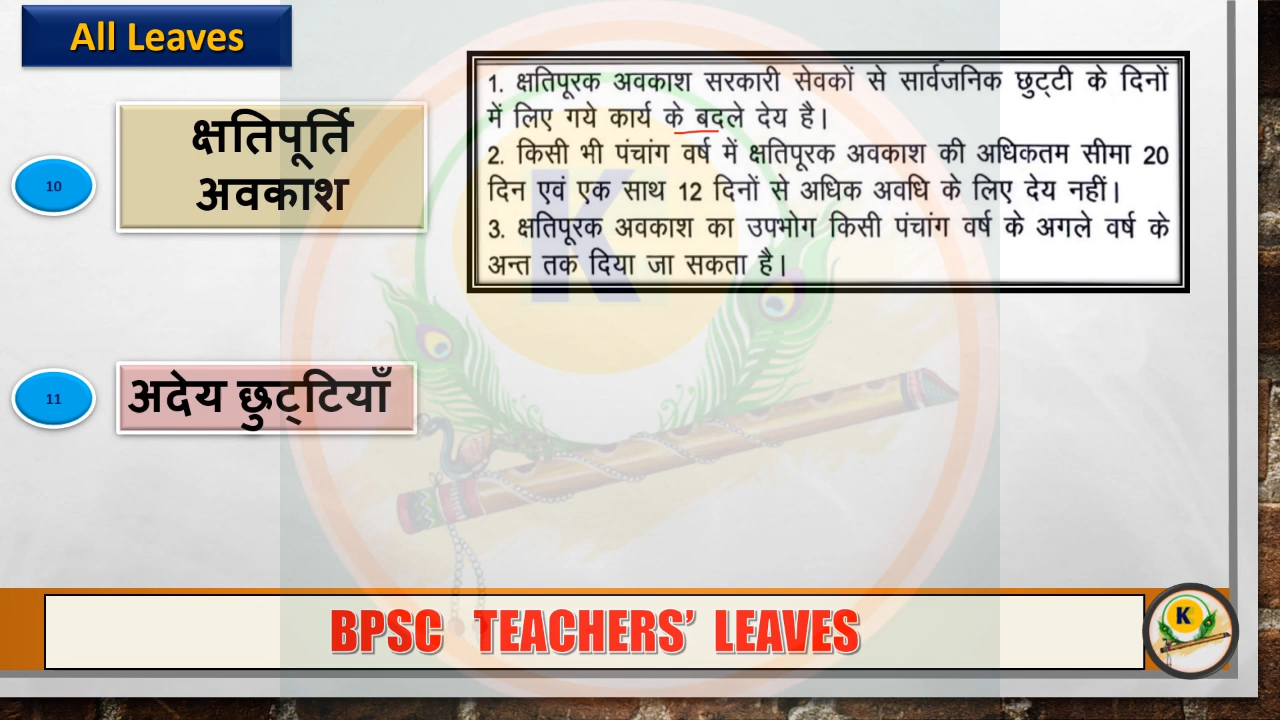 All Leaves
10
क्षतिपूर्ति
अवकाश
1. क्षतिपूरक अवकाश सरकारी सेवकों से सार्वजनिक छुट्टी के दिनों
में लिए गये कार्य के बदले देय है।
2. किसी भी पंचांग वर्ष में क्षतिपूरक अवकाश की अधिकतम सीमा 20
दिन एवं एक साथ 12 दिनों से अधिक अवधि के लिए देय नहीं।
3. क्षतिपूरक अवकाश का उपभोग किसी पंचांग वर्ष के अगले वर्ष के
अन्त तक दिया जा सकता है।
11
अदेय छुट्टियाँ
K
BPSC TEACHERS’ LEAVES
K